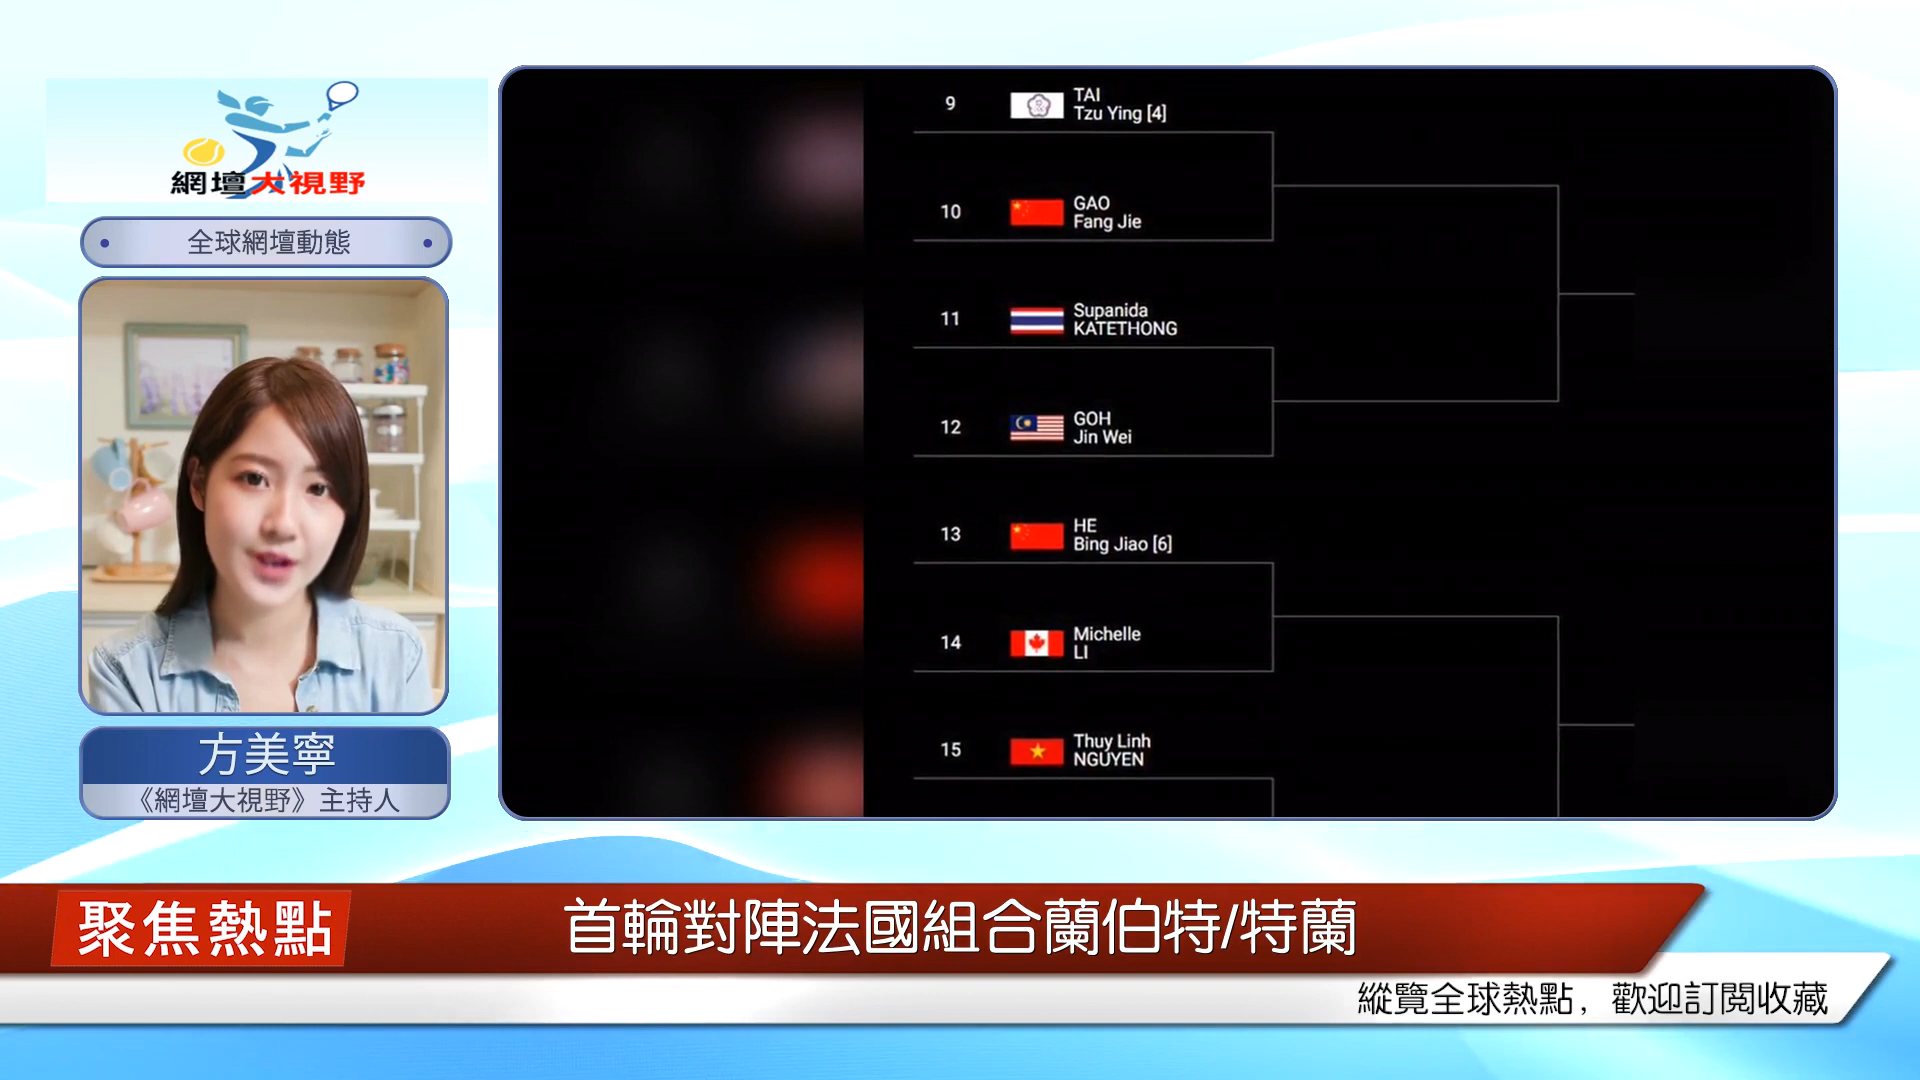 網壇大視野
全球網壇動態
方美寧
《網壇大視野》主持人
9
TAI
Tzu Ying [4]
10
GAO
Fang Jie
11
Supanida
KATETHONG
12
GOH
Jin Wei
13
HE
Bing Jiao [6]
14
Michelle
LI
15
Thuy Linh
NGUYEN
聚焦熱點
首輪對陣法國組合蘭伯特/特蘭
縱覽全球熱點，歡迎訂閱收藏